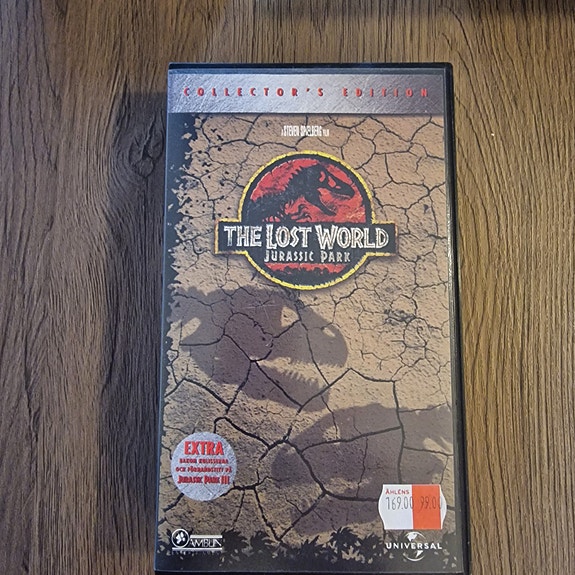 COLLECTOR'S EDITION
A STEVEN SPIELBERG FILM
THE LOST WORLD
JURASSIC PARK
EXTRA
BAKOM KULISSERNA
OCH FÖRHANDSTITT PÅ
JURASSIC PARK III
ÅHLÉNS
169.00 99.00
AMBLIN
UNIVERSAL